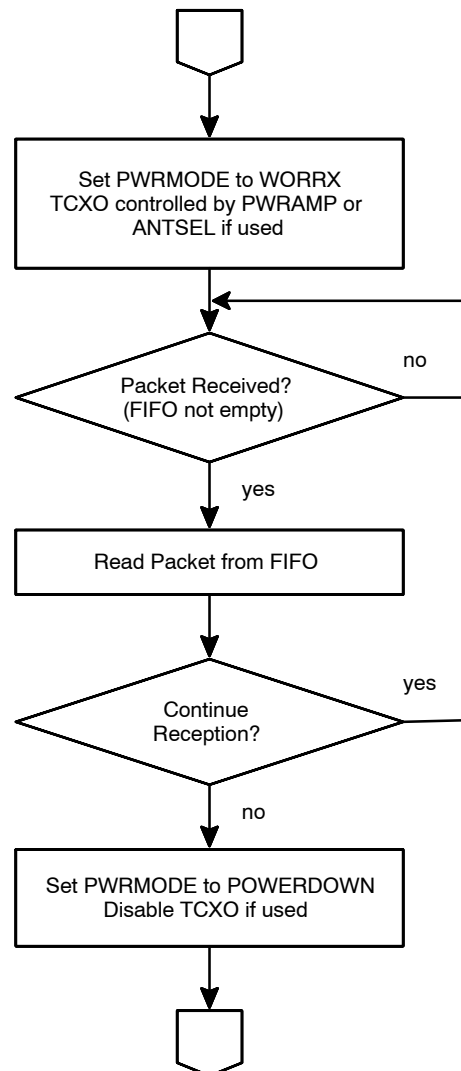 Set PWRMODE to WORRX
TCXO controlled by PWRAMP or
ANTSEL if used
Packet Received?
(FIFO not empty)
no
yes
Read Packet from FIFO
Continue
Reception?
yes
no
Set PWRMODE to POWERDOWN
Disable TCXO if used